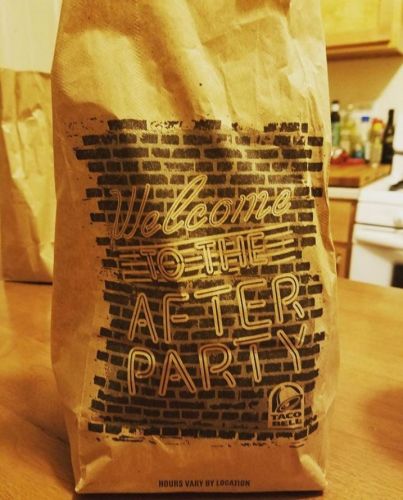 Welcome
TO THE
AFTER
PARTY
TACO
BELL
HOURS VARY BY LOCATION